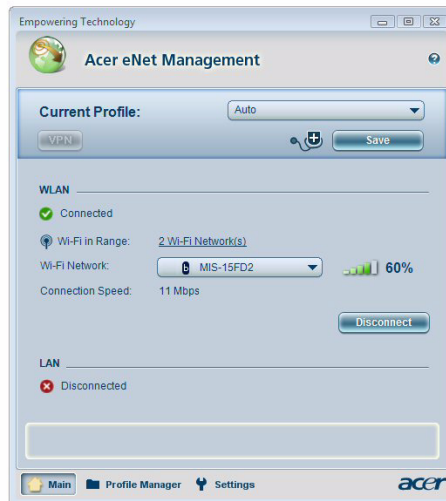 Empowering Technology
Acer eNet Management
Current Profile: Auto
VPN Save
WLAN
Connected
Wi-Fi in Range: 2 Wi-Fi Network(s)
Wi-Fi Network: b MIS-15FD2 60%
Connection Speed: 11 Mbps
Disconnect
LAN
Disconnected
Main Profile Manager Settings acer